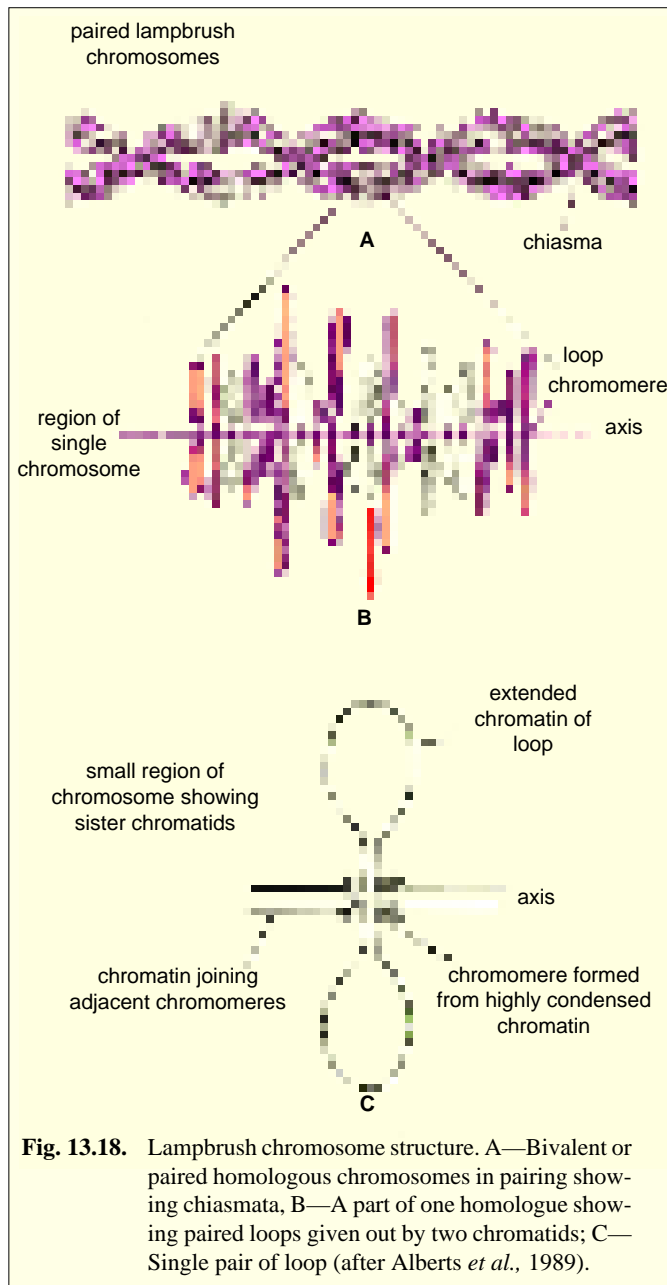 paired lampbrush
chromosomes
A
chiasma
loop
chromomere
region of
single
chromosome
axis
B
extended
chromatin of
loop
small region of
chromosome showing
sister chromatids
axis
chromatin joining
adjacent chromomeres
chromomere formed
from highly condensed
chromatin
C
Fig. 13.18. Lampbrush chromosome structure. A—Bivalent or
paired homologous chromosomes in pairing show-
ing chiasmata, B—A part of one homologue show-
ing paired loops given out by two chromatids; C—
Single pair of loop (after Alberts et al., 1989).